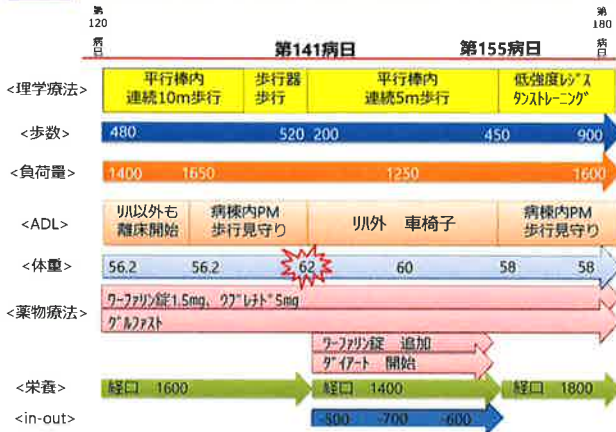 第120病日
第180病日
第141病日
第155病日
<理学療法>
平行棒内
連続10m歩行
歩行器
歩行
平行棒内
連続5m歩行
低強度レジス
タンストレーニング
<歩数>
480 520 200 450 900
<負荷量>
1400 1650 1250 1600
<ADL>
リハ以外も
離床開始
病棟内PM
歩行見守り
リハ外 車椅子
病棟内PM
歩行見守り
<体重>
56.2 56.2 62 60 58 58
<薬物療法>
ワーファリン錠1.5mg、ウブレチド5mg
グルファスト
ワーファリン錠 追加
ダイアート 開始
<栄養>
経口 1600 経口 1400 経口 1800
<in-out>
-500 -700 -600